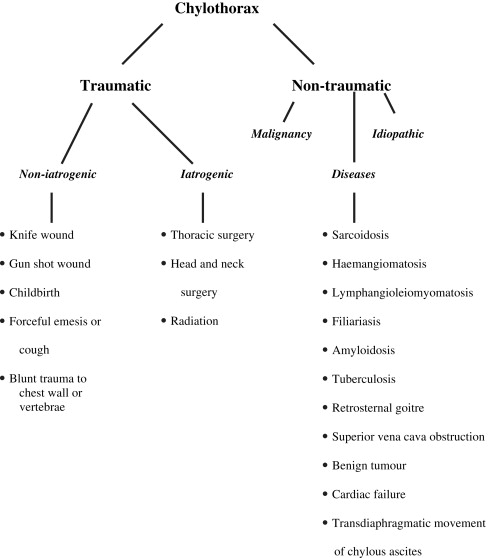 Chylothorax
Traumatic
Non-traumatic
Malignancy
Idiopathic
Non-iatrogenic
Iatrogenic
Diseases
• Knife wound
• Gun shot wound
• Childbirth
• Forceful emesis or
cough
• Blunt trauma to
chest wall or
vertebrae
• Thoracic surgery
• Head and neck
surgery
• Radiation
• Sarcoidosis
• Haemangiomatosis
• Lymphangioleiomyomatosis
• Filiariasis
• Amyloidosis
• Tuberculosis
• Retrosternal goitre
• Superior vena cava obstruction
• Benign tumour
• Cardiac failure
• Transdiaphragmatic movement
of chylous ascites